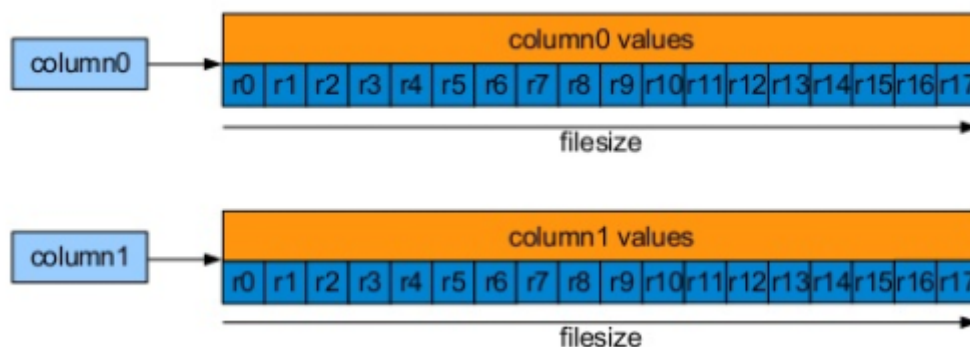 column0 values
column0
r0 r1 r2 r3 r4 r5 r6 r7 r8 r9 r10 r11 r12 r13 r14 r15 r16 r17
filesize
column1 values
column1
r0 r1 r2 r3 r4 r5 r6 r7 r8 r9 r10 r11 r12 r13 r14 r15 r16 r17
filesize